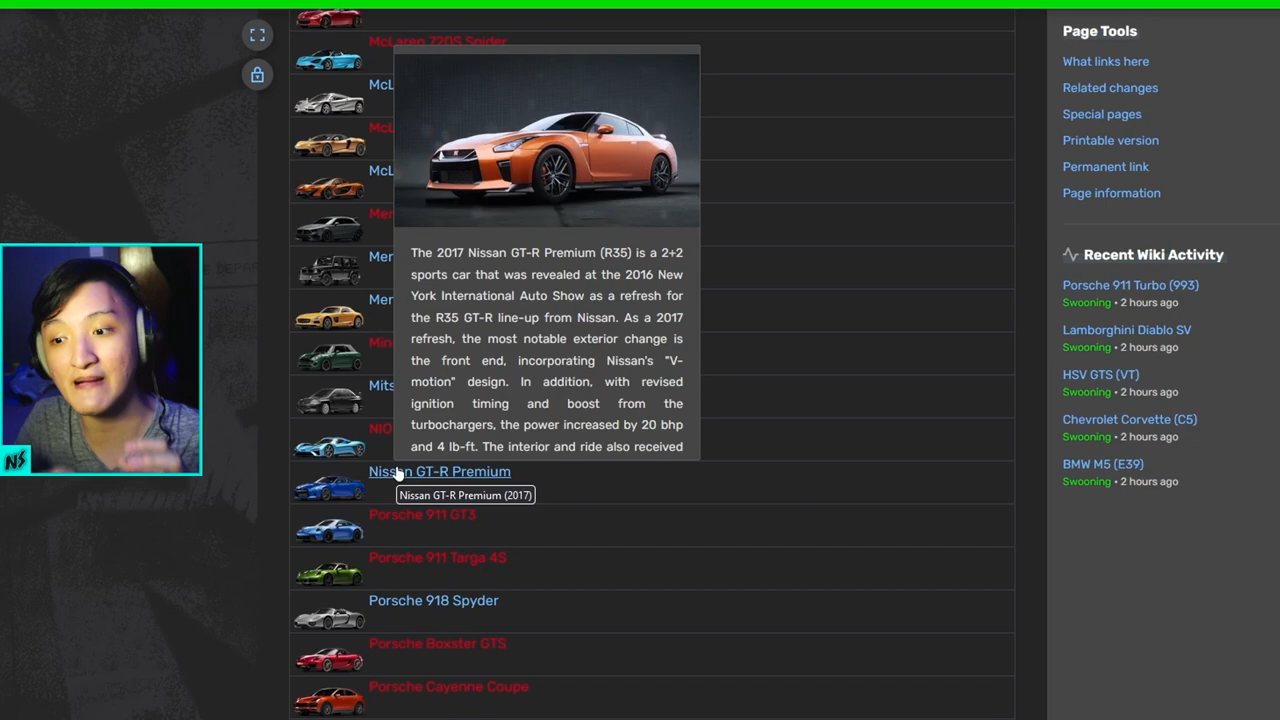 McLaren 720S Spider
McL
McL
McL
Mer
Mer
Mer
Min
Mits
NIO
The 2017 Nissan GT-R Premium (R35) is a 2+2
sports car that was revealed at the 2016 New
York International Auto Show as a refresh for
the R35 GT-R line-up from Nissan. As a 2017
refresh, the most notable exterior change is
the front end, incorporating Nissan's "V-
motion" design. In addition, with revised
ignition timing and boost from the
turbochargers, the power increased by 20 bhp
and 4 lb-ft. The interior and ride also received
Nissan GT-R Premium
Nissan GT-R Premium (2017)
Porsche 911 GT3
Porsche 911 Targa 4S
Porsche 918 Spyder
Porsche Boxster GTS
Porsche Cayenne Coupe
NS
Page Tools
What links here
Related changes
Special pages
Printable version
Permanent link
Page information
Recent Wiki Activity
Porsche 911 Turbo (993)
Swooning • 2 hours ago
Lamborghini Diablo SV
Swooning • 2 hours ago
HSV GTS (VT)
Swooning • 2 hours ago
Chevrolet Corvette (C5)
Swooning • 2 hours ago
BMW M5 (E39)
Swooning • 2 hours ago